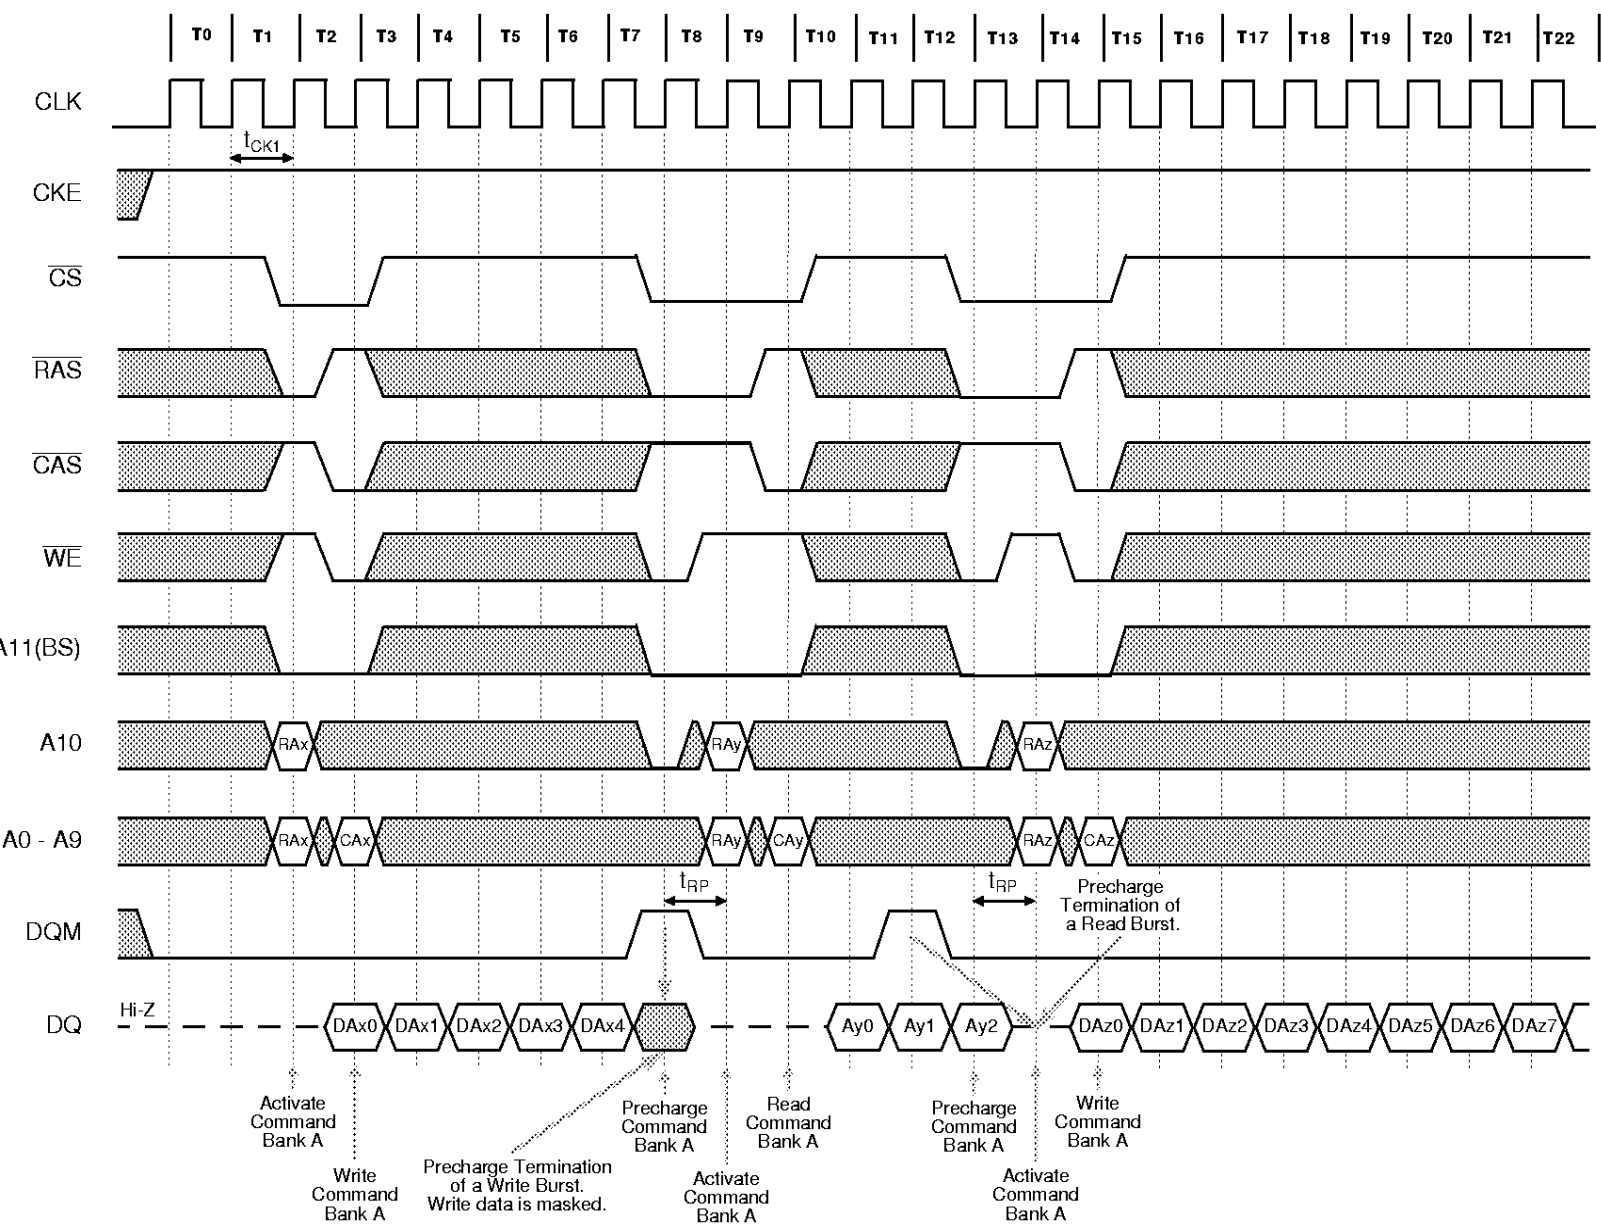 T0 T1 T2 T3 T4 T5 T6 T7 T8 T9 T10 T11 T12 T13 T14 T15 T16 T17 T18 T19 T20 T21 T22
CLK
tCK1
CKE
CS
RAS
CAS
WE
A11(BS)
A10 RAx RAy RAz
A0 - A9 RAx CAx RAy CAy RAz CAz
tRP tRP
Precharge
Termination of
a Read Burst.
DQM
Hi-Z
DQ DAx0 DAx1 DAx2 DAx3 DAx4 Ay0 Ay1 Ay2 DAz0 DAz1 DAz2 DAz3 DAz4 DAz5 DAz6 DAz7
Activate
Command
Bank A
Write
Command
Bank A
Precharge Termination
of a Write Burst.
Write data is masked.
Precharge
Command
Bank A
Activate
Command
Bank A
Read
Command
Bank A
Precharge
Command
Bank A
Activate
Command
Bank A
Write
Command
Bank A